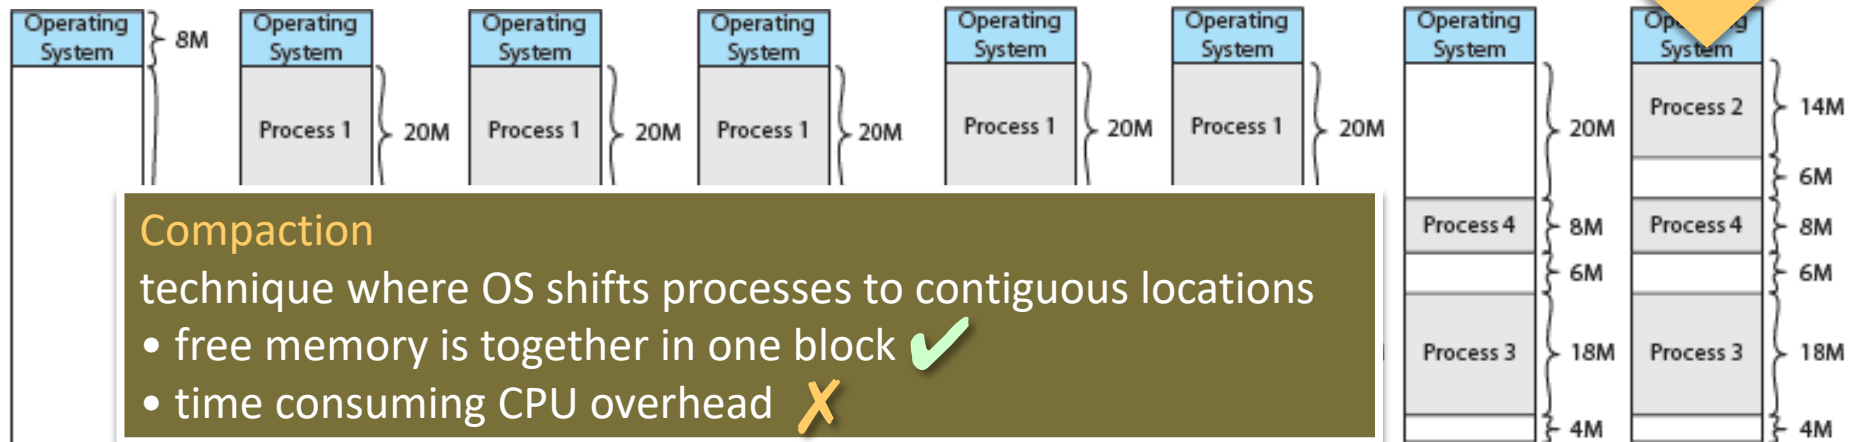 Operating System
8M
Operating System
Process 1
20M
Operating System
Process 1
20M
Operating System
Process 1
20M
Operating System
Process 1
20M
Operating System
Process 1
20M
Operating System
20M
Process 4
8M
6M
Process 3
18M
4M
Operating System
Process 2
14M
6M
Process 4
8M
6M
Process 3
18M
4M
Compaction
technique where OS shifts processes to contiguous locations
• free memory is together in one block ✔
• time consuming CPU overhead ✗